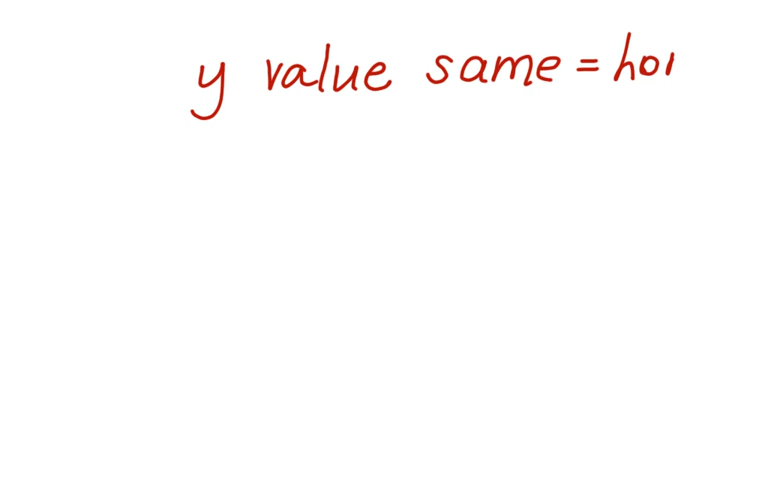 y value same = hor